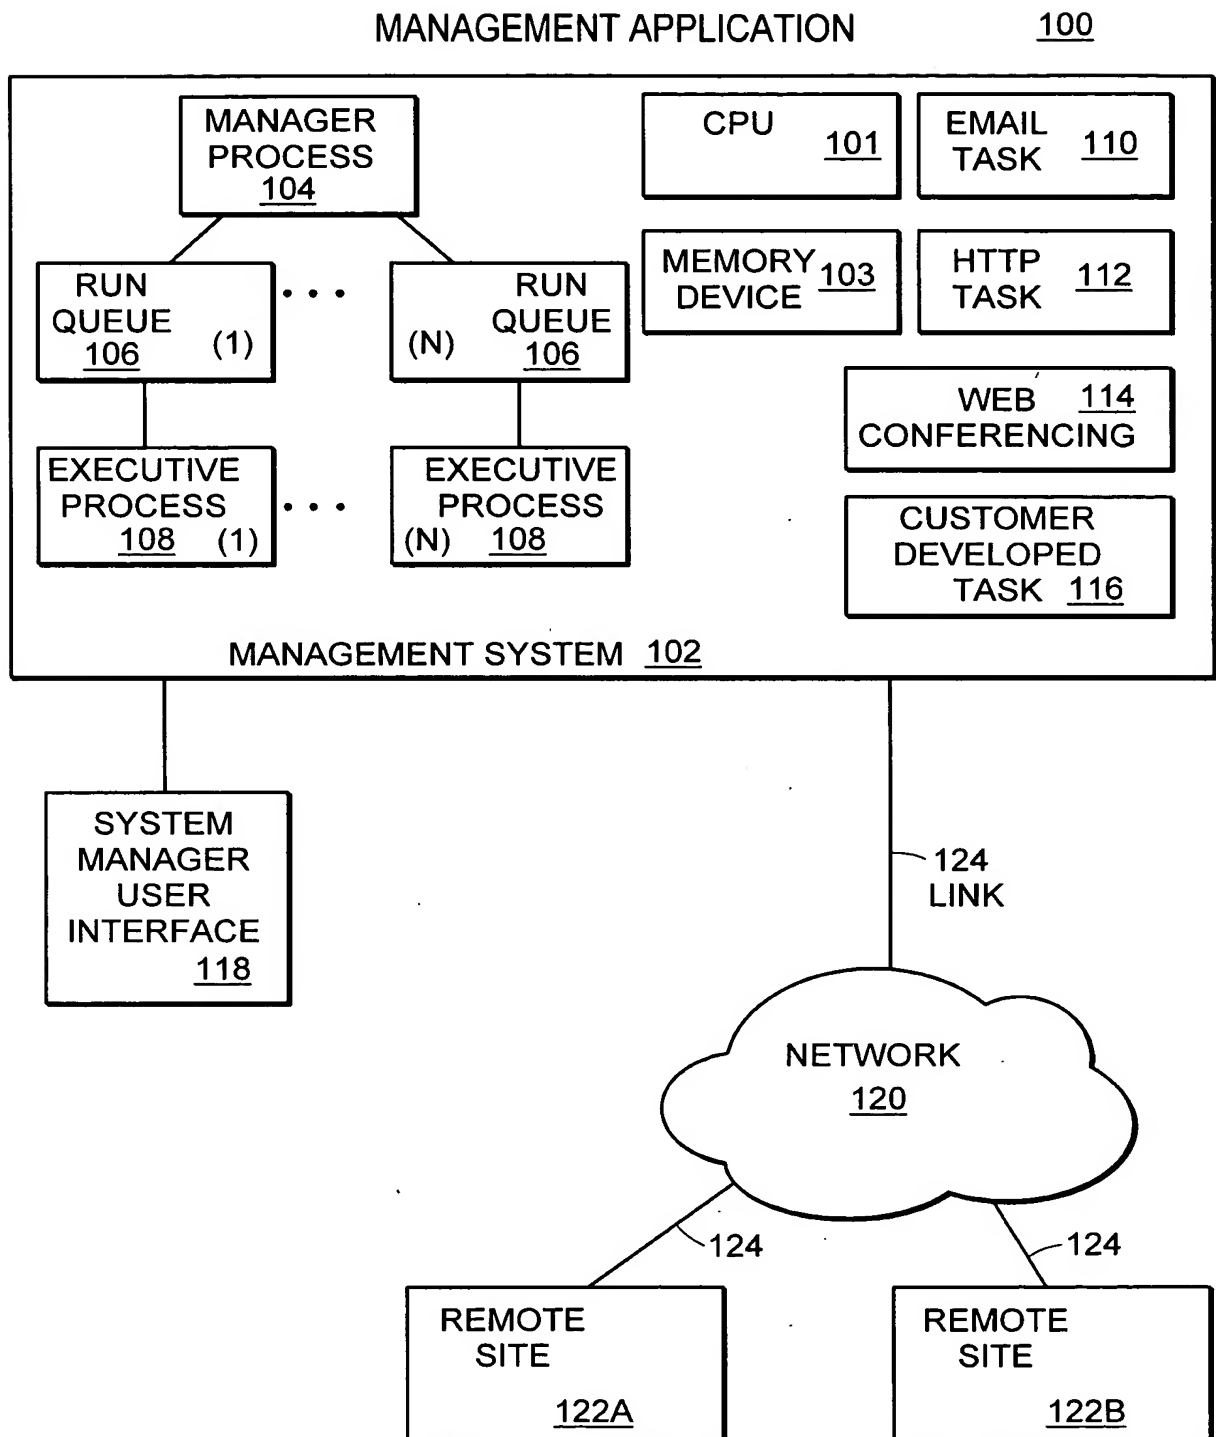 MANAGEMENT APPLICATION 100
MANAGER
PROCESS
104
CPU
101
EMAIL
TASK 110
RUN
QUEUE
106 (1)
• • •
RUN
QUEUE
(N) 106
MEMORY
DEVICE 103
HTTP
TASK 112
WEB 114
CONFERENCING
EXECUTIVE
PROCESS
108 (1)
• • •
EXECUTIVE
PROCESS
(N) 108
CUSTOMER
DEVELOPED
TASK 116
MANAGEMENT SYSTEM 102
SYSTEM
MANAGER
USER
INTERFACE
118
124
LINK
NETWORK
120
124
124
REMOTE
SITE
122A
REMOTE
SITE
122B